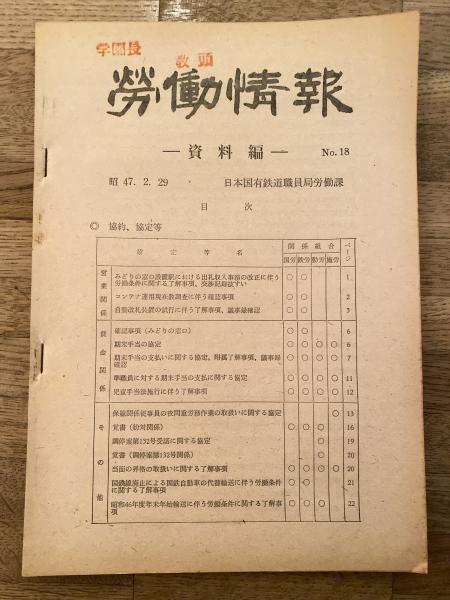 学園長
教頭
勞働情報
―資料編― No.18
昭 47.2.29 ・ 日本国有鉄道職員局労働課
目 次
◎ 協約、協定等
協定等名 関係組合 ページ
国労 鉄労 動労 施労
営業関係
みどりの窓口設置駅における出札収入事務の改正に伴う労働条件に関する了解事項、交渉記録抜すい ○ ○ 1
コンテナ運用現在数調査に伴う確認事項 ○ ○ 2
自動改札装置の試行に伴う了解事項、議事録確認 ○ ○ 3
賃金関係
確認事項(みどりの窓口) ○ ○ 6
期末手当の協定 ○ ○ ◎ ◎ 6
期末手当の支払いに関する協定、附属了解事項、議事録確認 ○ ○ ◎ ◎ 7
準職員に対する期末手当の支払に関する協定 ○ ○ ◎ ◎ 11
児童手当法施行に伴う了解事項 ○ ○ ◎ ◎ 12
その他
保線関係従事員の夜間重労務作業の取扱いに関する協定 ○ 13
覚書(紛対関係) ○ ○ ○ 16
調停案第132号受諾に関する協定 ○ 19
覚書(調停案第132号関係) ○ 20
当面の昇格の取扱いに関する了解事項 ○ ○ ◎ ◎ 20
国鉄線廃止による国鉄自動車の代替輸送に伴う労働条件に関する了解事項 ○ ○ 21
昭和46年度年末年始輸送に伴う労働条件に関する了解事項 ○ ○ ○ 22